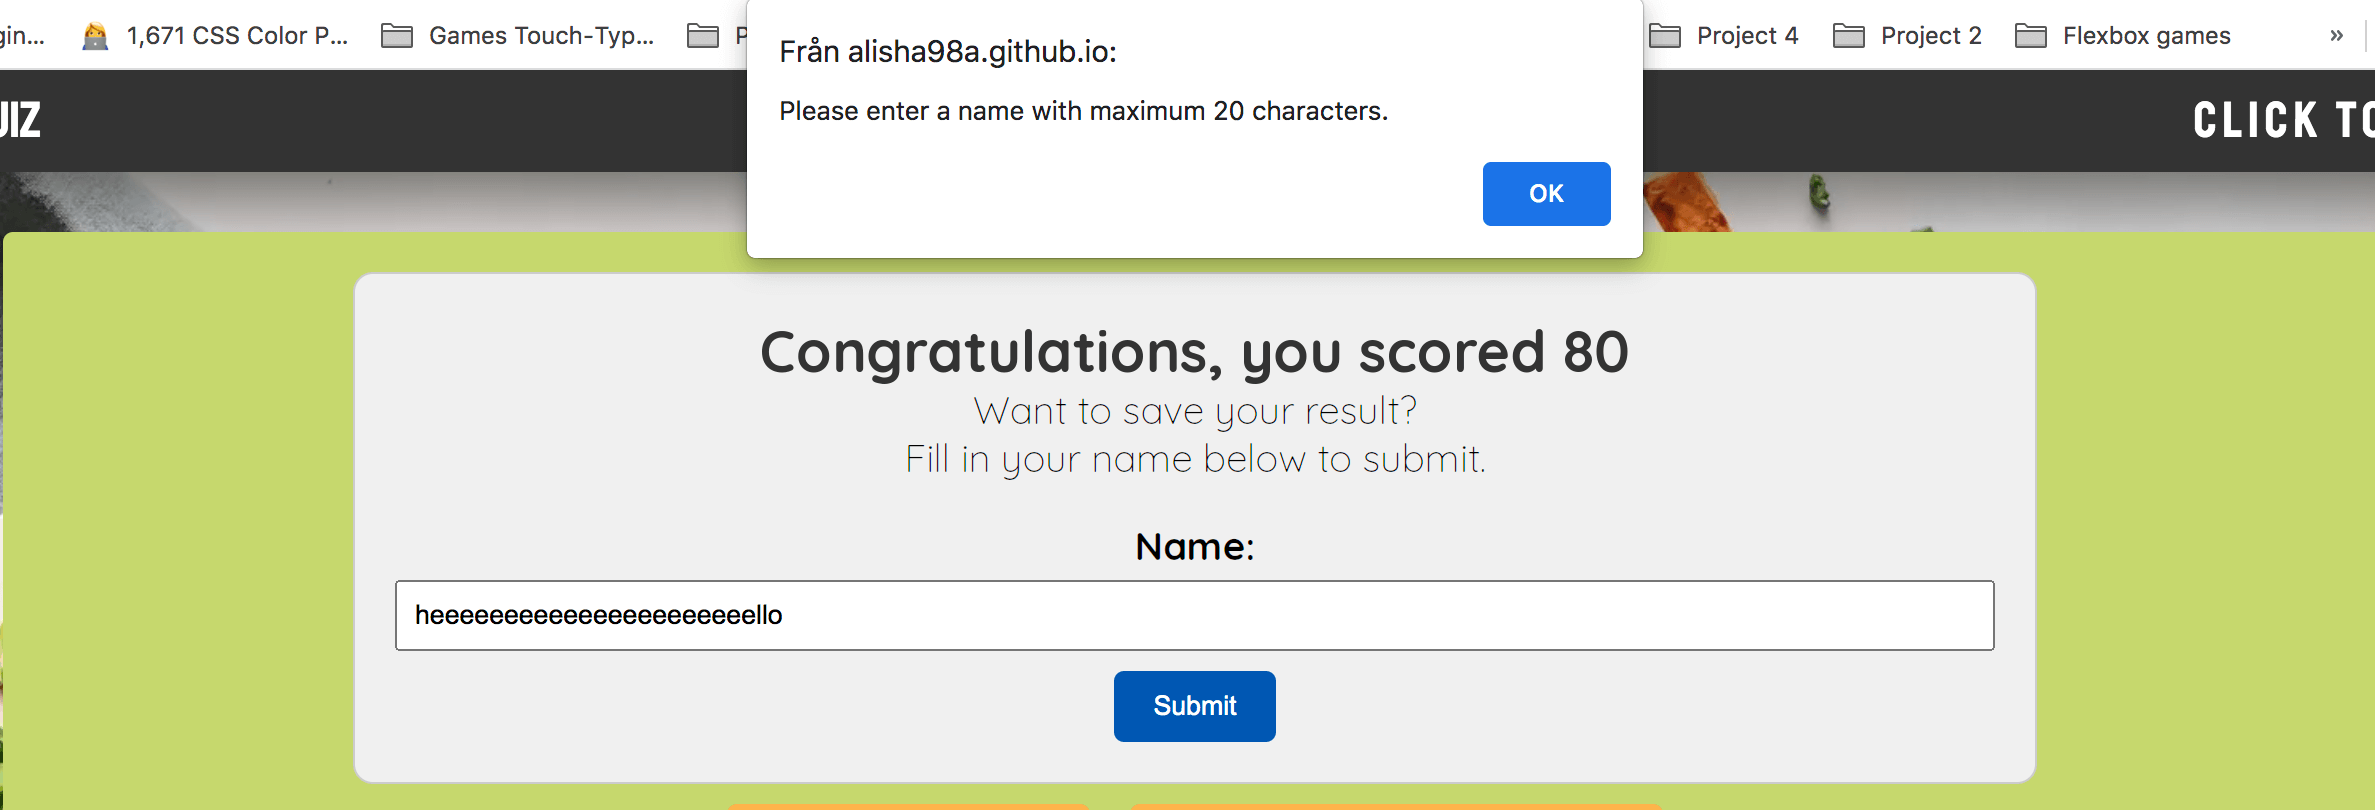 gin...
1,671 CSS Color P...
Games Touch-Typ...
P
Project 4
Project 2
Flexbox games
»
Från alisha98a.github.io:
Please enter a name with maximum 20 characters.
OK
UIZ
CLICK TO
Congratulations, you scored 80
Want to save your result?
Fill in your name below to submit.
Name:
heeeeeeeeeeeeeeeeeeeeeello
Submit